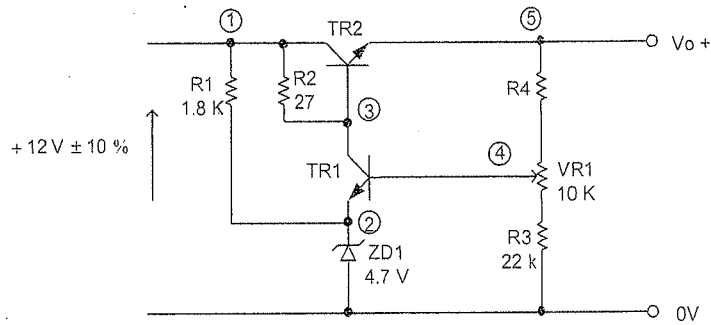 ①
⑤
TR2
Vo +
R1
1.8 K
R2
27
R4
③
+ 12 V ± 10 %
④
TR1
VR1
10 K
②
R3
22 k
ZD1
4.7 V
0V